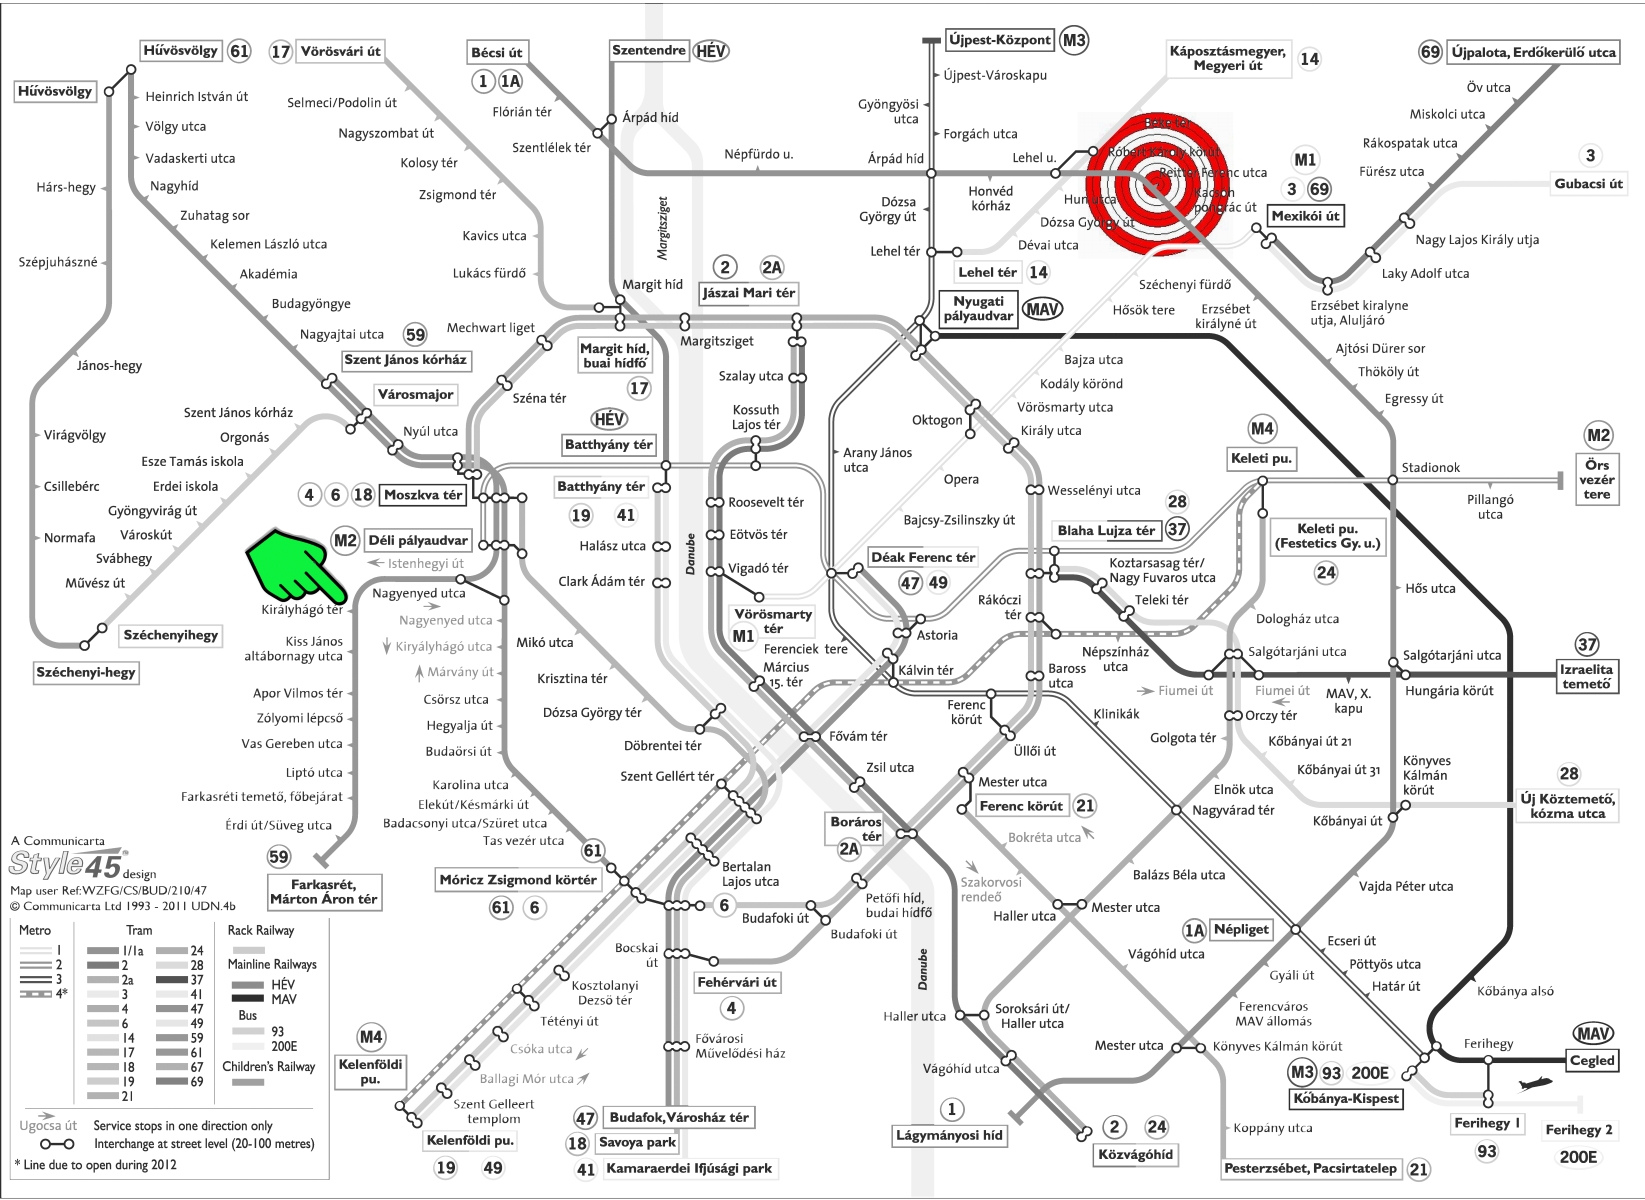 Hűvösvölgy 61
17 Vörösvári út
Bécsi út
1 1A
Szentendre HÉV
Újpest-Központ M3
Káposztásmegyer,
Megyeri út
14
69 Újpalota, Erdőkerülő utca
Hűvösvölgy
Heinrich István út
Völgy utca
Vadaskerti utca
Nagyhíd
Zuhatag sor
Kelemen László utca
Akadémia
Budagyöngye
Nagyajtai utca
59
Szent János kórház
Városmajor
Nyúl utca
Hárs-hegy
Szépjuhászné
János-hegy
Virágvölgy
Csillebérc
Normafa
Széchenyi-hegy
Széchenyihegy
Szent János kórház
Orgonás
Esze Tamás iskola
Erdei iskola
Gyöngyvirág út
Városkút
Svábhegy
Művész út
Selmeci/Podolin út
Nagyszombat út
Kolosy tér
Zsigmond tér
Kavics utca
Lukács fürdő
Flórián tér
Szentlélek tér
Árpád híd
Népfürdo u.
Margitsziget
Margit híd
Mechwart liget
Széna tér
Margit híd,
buai hídfő
17
HÉV
Batthyány tér
2 2A
Jászai Mari tér
Margitsziget
Szalay utca
Kossuth
Lajos tér
Újpest-Városkapu
Gyöngyösi
utca
Forgách utca
Árpád híd
Lehel u.
Honvéd
kórház
Dózsa
György út
Lehel tér
Lehel tér 14
Nyugati
pályaudvar
MAV
Beke tér
Róbert Károly körút
Reitter Ferenc utca
Hun utca
Kacsoh
pongrác út
Dózsa György út
Dévai utca
Széchenyi fürdő
Hősök tere
Erzsébet
királyné út
M1
3 69
Mexikói út
3
Gubacsi út
Öv utca
Miskolci utca
Rákospatak utca
Fürész utca
Nagy Lajos Király utja
Laky Adolf utca
Erzsébet kiralyne
utja, Aluljáró
Ajtósi Dürer sor
Thököly út
Egressy út
Bajza utca
Kodály körönd
Vörösmarty utca
Oktogon
Király utca
Arany János
utca
Opera
Bajcsy-Zsilinszky út
Wesselényi utca
M4
Keleti pu.
Stadionok
Pillangó
utca
M2
Örs
vezér
tere
4 6 18 Moszkva tér
M2 Déli pályaudvar
Istenhegyi út
Nagyenyed utca
Nagyenyed utca
Kiryályhágó utca
Márvány út
Csörsz utca
Hegyalja út
Budaörsi út
Karolina utca
Elekút/Késmárki út
Badacsonyi utca/Szüret utca
Tas vezér utca
61
Királyhágó tér
Kiss János
altábornagy utca
Apor Vilmos tér
Zólyomi lépcső
Vas Gereben utca
Liptó utca
Farkasréti temető, főbejárat
Érdi út/Süveg utca
59
Farkasrét,
Márton Áron tér
Batthyány tér
19 41
Halász utca
Clark Ádám tér
Danube
Roosevelt tér
Eötvös tér
Vigadó tér
Vörösmarty
tér
M1
Ferenciek tere
Március
15. tér
Déak Ferenc tér
47 49
Astoria
Kálvin tér
28
Blaha Lujza tér 37
Koztarsasag tér/
Nagy Fuvaros utca
Teleki tér
Rákóczi
tér
Népszínház
utca
Baross
utca
Keleti pu.
(Festetics Gy. u.)
24
Dologház utca
Salgótarjáni utca
Fiumei út
Fiumei út
MAV, X.
kapu
Orczy tér
Golgota tér
Kőbányai út 21
Kőbányai út 31
Elnök utca
Nagyvárad tér
Hős utca
Salgótarjáni utca
Hungária körút
37
Izraelita
temető
Könyves
Kálmán
körút
Kőbányai út
28
Új Köztemető,
kózma utca
Mikó utca
Krisztina tér
Dózsa György tér
Döbrentei tér
Szent Gellért tér
Fővám tér
Zsil utca
Ferenc
körút
Klinikák
Üllői út
Mester utca
Ferenc körút 21
Bokréta utca
Boráros
tér
2A
Szakorvosi
rendeő
Haller utca
Mester utca
Balázs Béla utca
Vágóhíd utca
1A Népliget
Vajda Péter utca
Ecseri út
Pöttyös utca
Határ út
Gyáli út
Ferencváros
MAV állomás
Kőbánya alsó
Móricz Zsigmond körtér
61 6
Bertalan
Lajos utca
6
Budafoki út
Petőfi híd,
budai hídfő
Budafoki út
Bocskai
út
Fehérvári út
4
Fővárosi
Művelődési ház
Kosztolanyi
Dezsö tér
Tétényi út
Csóka utca
Ballagi Mór utca
Szent Gelleert
templom
M4
Kelenföldi
pu.
Kelenföldi pu.
19 49
47 Budafok, Városház tér
18 Savoya park
41 Kamaraerdei Ifjúsági park
Danube
Haller utca
Soroksári út/
Haller utca
Vágóhíd utca
1
Lágymányosi híd
2 24
Közvágóhíd
Mester utca
Könyves Kálmán körút
Koppány utca
Pesterzsébet, Pacsirtatelep 21
M3 93 200E
Kőbánya-Kispest
Ferihegy
MAV
Cegled
Ferihegy 1
93
Ferihegy 2
200E
A Communicarta
Style45 design
Map user Ref:WZFG/CS/BUD/210/47
© Communicarta Ltd 1993 - 2011 UDN.4b
Metro
1
2
3
4*
Tram
1/1a
2
2a
3
4
6
14
17
18
19
21
24
28
37
41
47
49
59
61
67
69
Rack Railway
Mainline Railways
HÉV
MAV
Bus
93
200E
Children's Railway
Ugocsa út Service stops in one direction only
Interchange at street level (20-100 metres)
* Line due to open during 2012